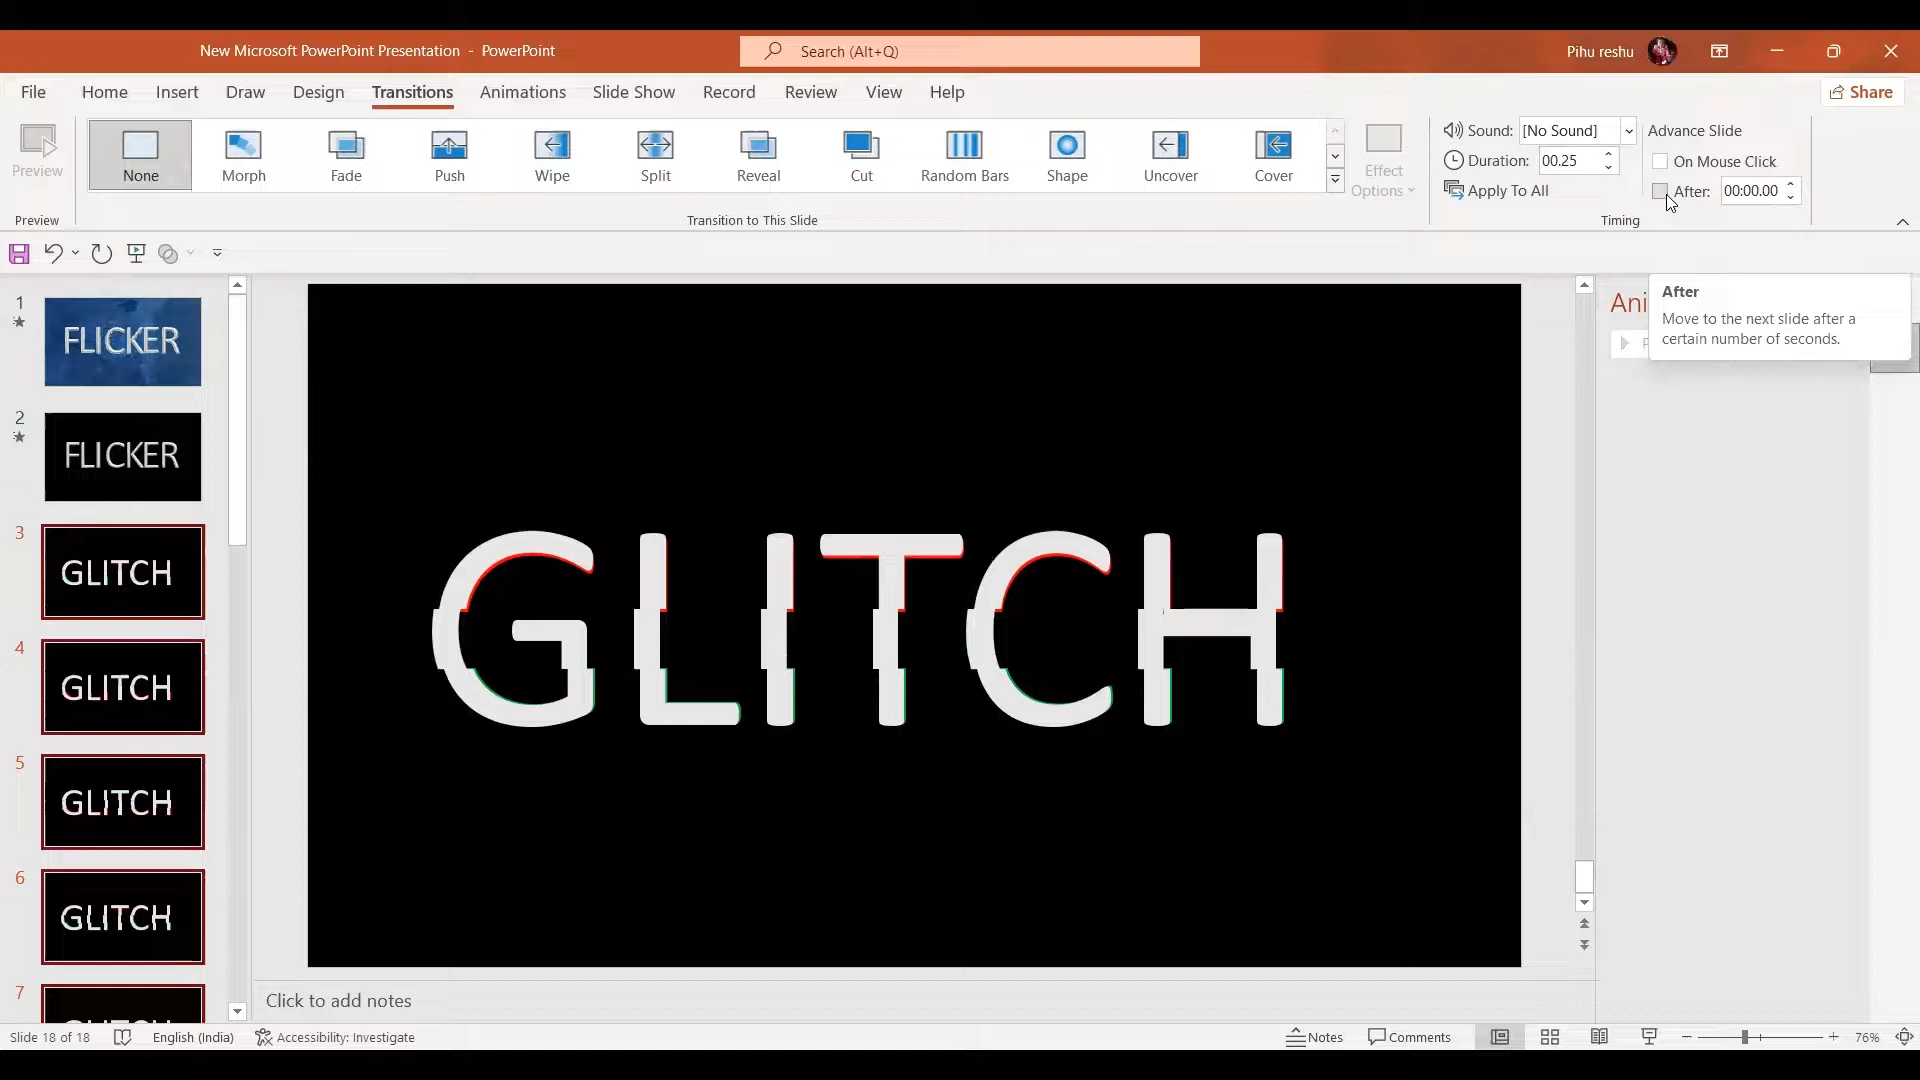 New Microsoft PowerPoint Presentation - PowerPoint
Search (Alt+Q)
Pihu reshu
File Home Insert Draw Design Transitions Animations Slide Show Record Review View Help
Share
Preview
None Morph Fade Push Wipe Split Reveal Cut Random Bars Shape Uncover Cover
Effect
Options
Sound: [No Sound]
Duration: 00.25
Apply To All
Advance Slide
On Mouse Click
After: 00:00.00
Preview
Transition to This Slide
Timing
After
Move to the next slide after a
certain number of seconds.
Ani
1
FLICKER
2
FLICKER
3
GLITCH
4
GLITCH
5
GLITCH
6
GLITCH
7
GLITCH
GLITCH
Click to add notes
Slide 18 of 18
English (India)
Accessibility: Investigate
Notes
Comments
76%